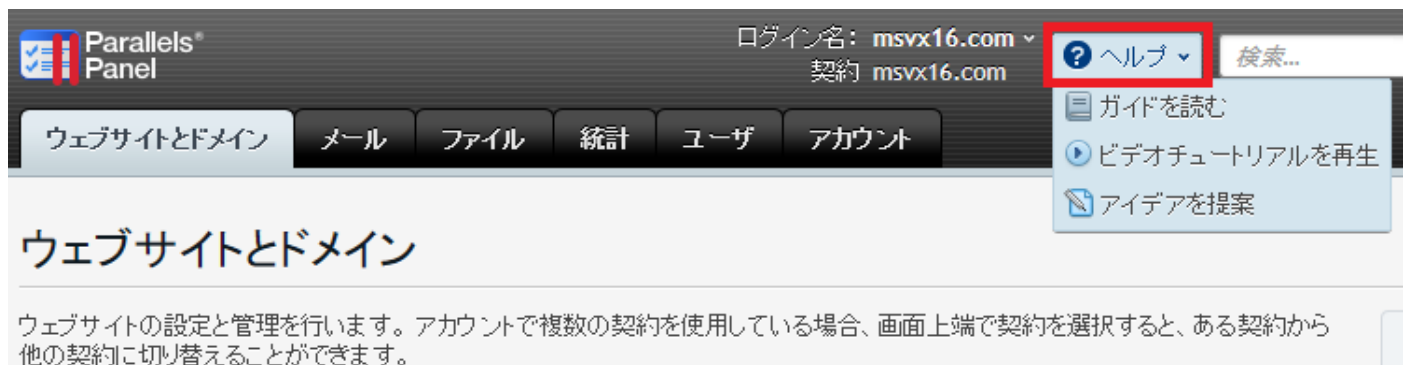 Parallels®
Panel
ログイン名: msvx16.com
契約 msvx16.com
ヘルプ
検索...
ガイドを読む
ビデオチュートリアルを再生
アイデアを提案
ウェブサイトとドメイン
メール
ファイル
統計
ユーザ
アカウント
ウェブサイトとドメイン
ウェブサイトの設定と管理を行います。アカウントで複数の契約を使用している場合、画面上端で契約を選択すると、ある契約から
他の契約に切り替えることができます。